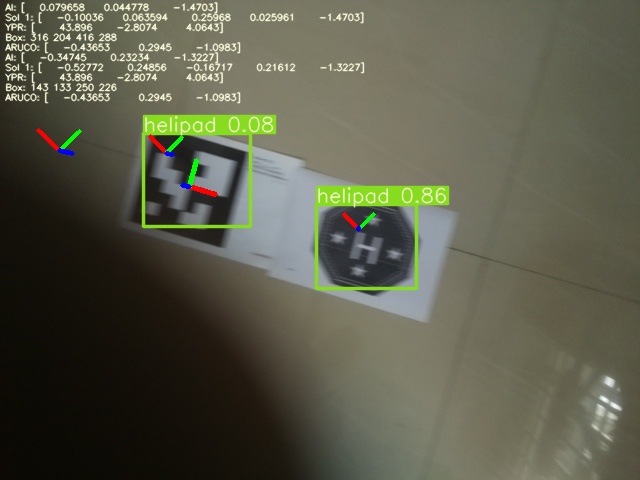 AI: [ 0.079658 0.044778 -1.4703]
Sol 1: [ -0.10036 0.063594 0.25968 0.025961 -1.4703]
YPR: [ 43.896 -2.8074 4.0643]
Box: 316 204 416 288
ARUCO: [ -0.43653 0.2945 -1.0983]
AI: [ -0.34745 0.23234 -1.3227]
Sol 1: [ -0.52772 0.24856 -0.16717 0.21612 -1.3227]
YPR: [ 43.896 -2.8074 4.0643]
Box: 143 133 250 226
ARUCO: [ -0.43653 0.2945 -1.0983]
helipad 0.08
helipad 0.86
H